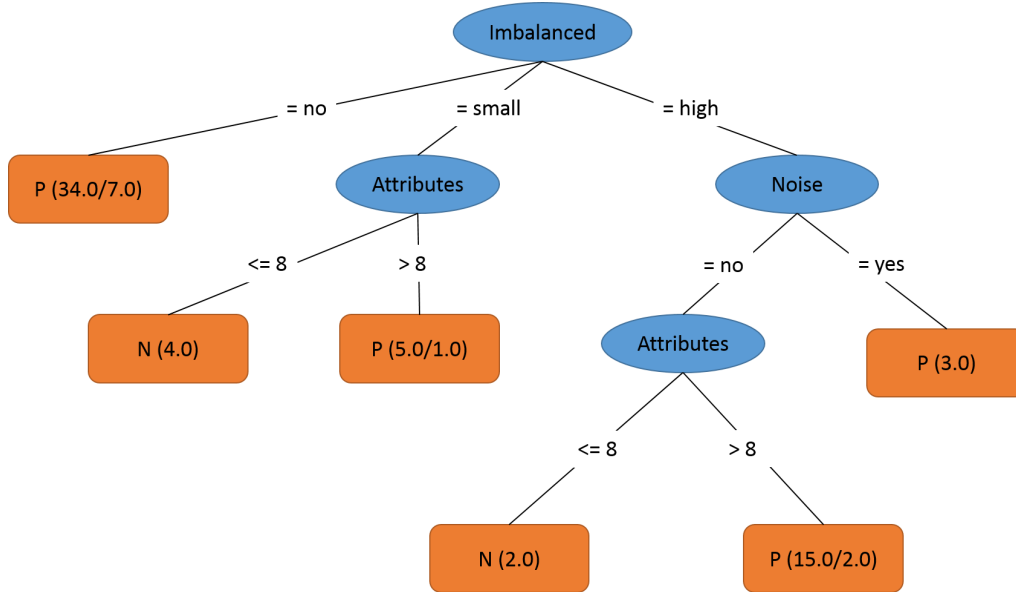 Imbalanced
= no
= small
= high
P (34.0/7.0)
Attributes
Noise
<= 8
> 8
= no
= yes
N (4.0)
P (5.0/1.0)
Attributes
P (3.0)
<= 8
> 8
N (2.0)
P (15.0/2.0)